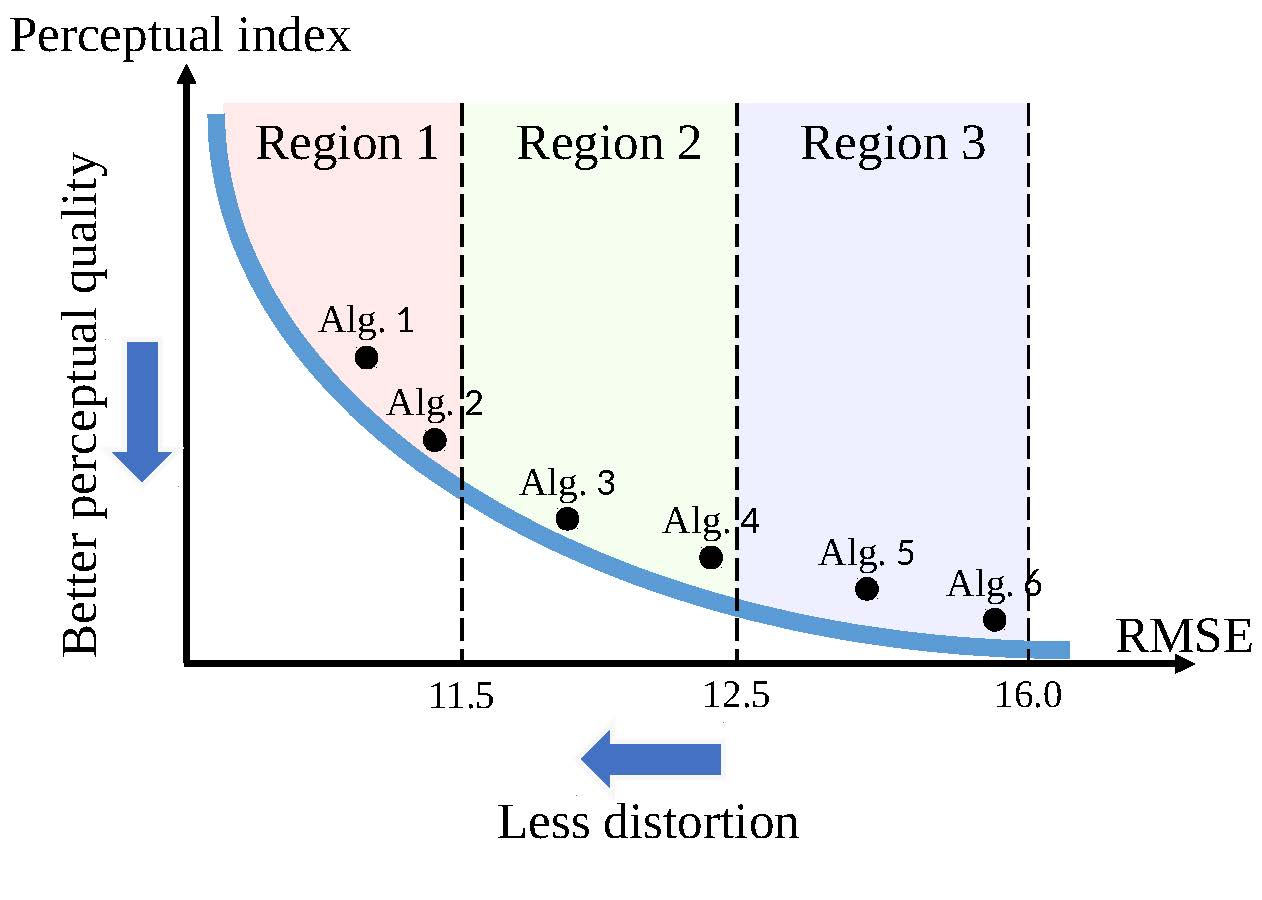 Perceptual index
Better perceptual quality
Region 1
Region 2
Region 3
Alg. 1
Alg. 2
Alg. 3
Alg. 4
Alg. 5
Alg. 6
RMSE
11.5
12.5
16.0
Less distortion